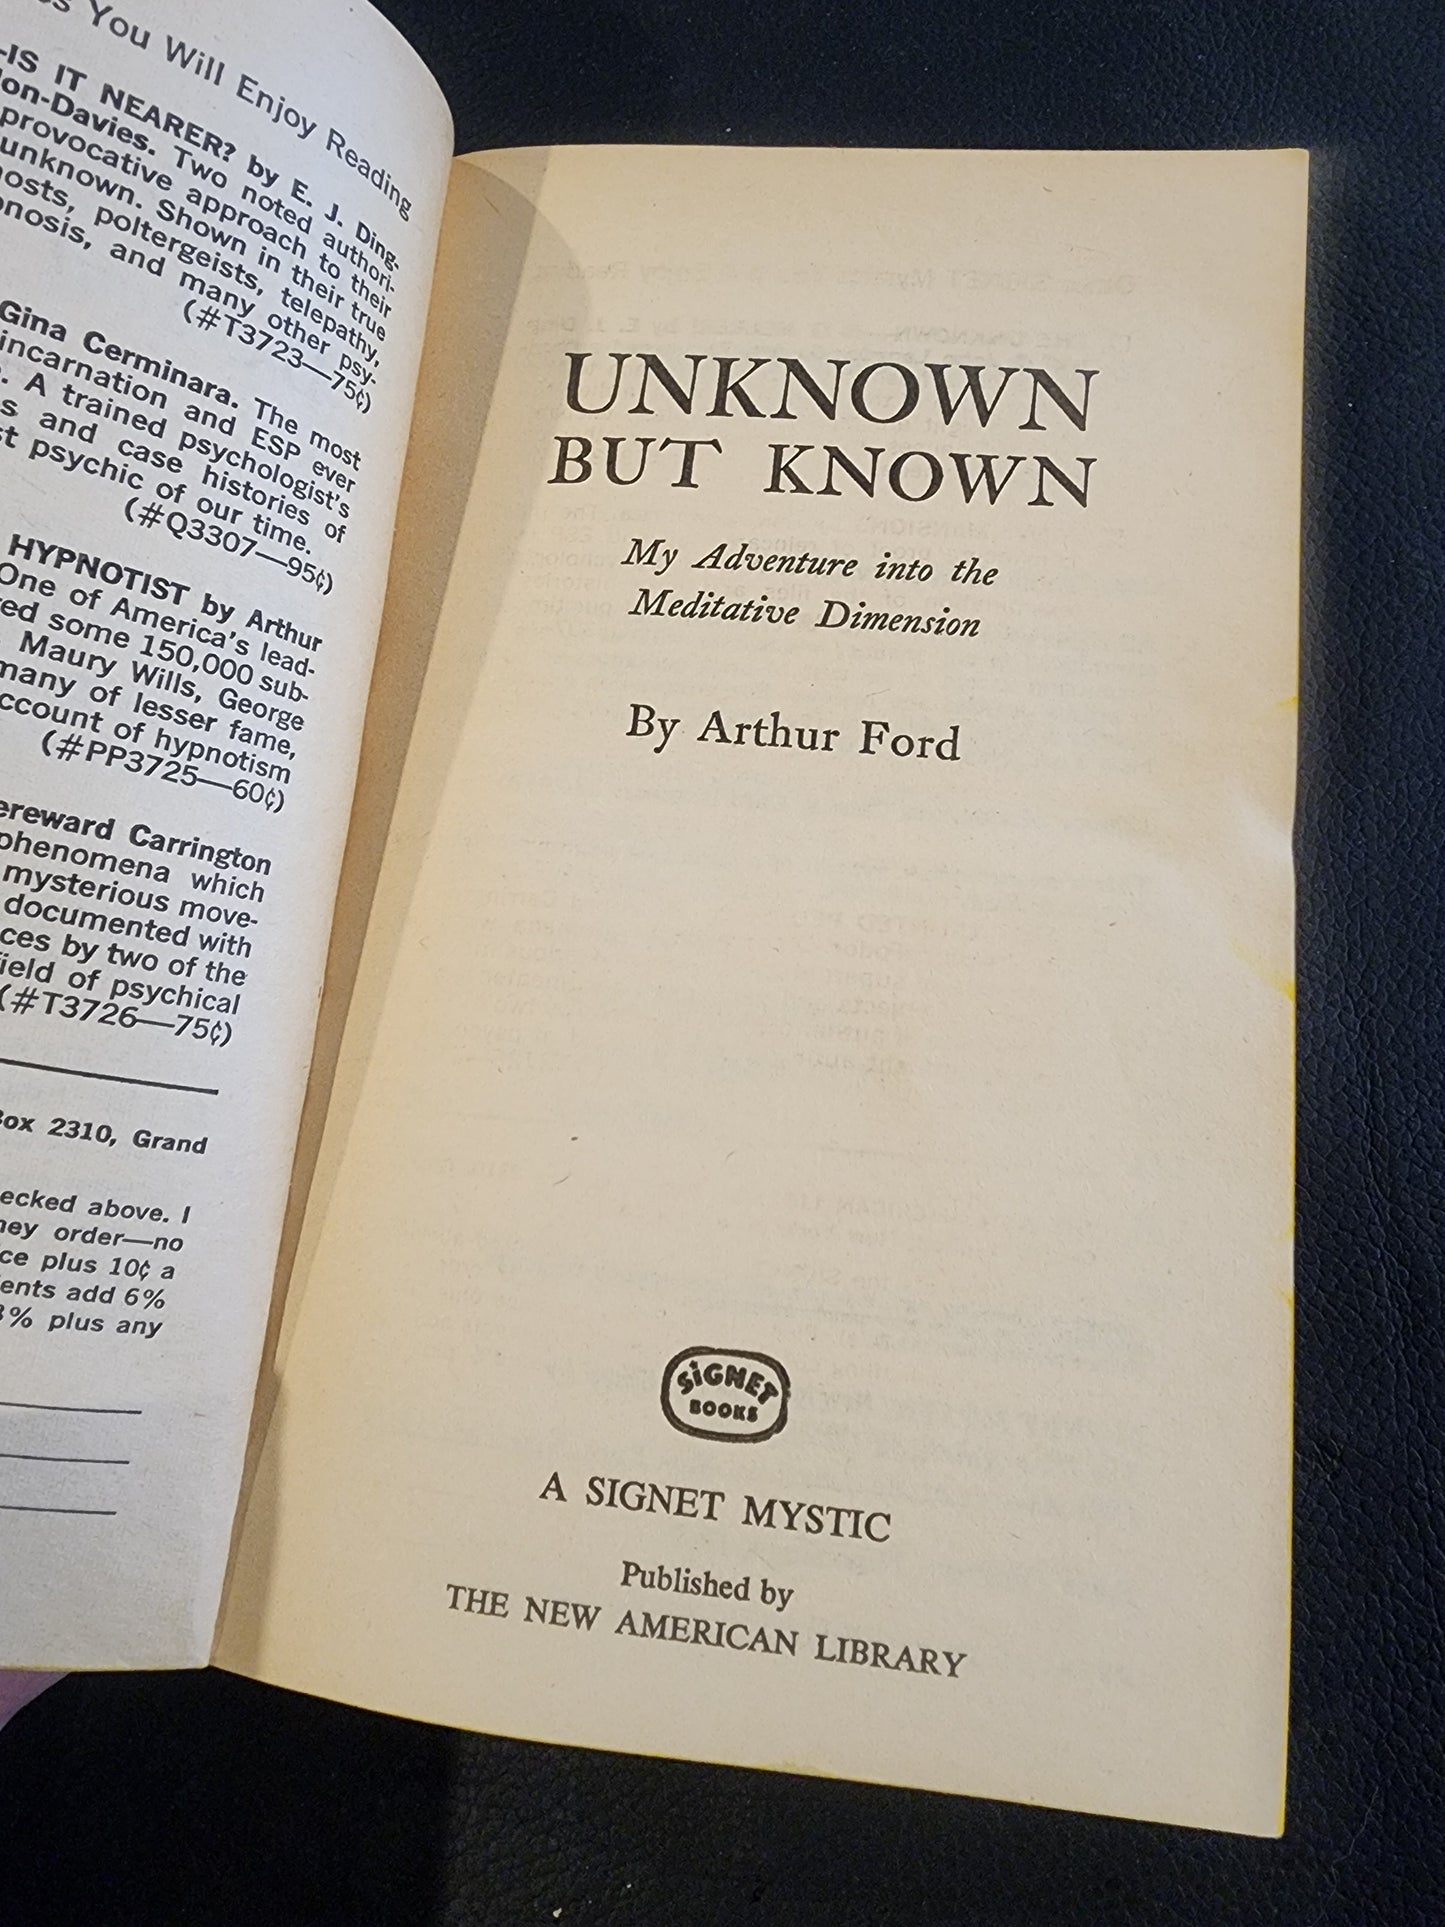 You Will Enjoy Reading
IS IT NEARER? by E. J. Ding-
on-Davies. Two noted authori-
provocative approach to their
unknown. Shown in their true
poltergeists, telepathy,
and many other psy-
(#T3723—75¢)
Gina Cerminara. The most
incarnation and ESP ever
A trained psychologist's
and case histories of
psychic of our time.
(#Q3307—95¢)
HYPNOTIST by Arthur
One of America's lead-
some 150,000 sub-
Maury Wills, George
many of lesser fame,
ccount of hypnotism
(#PP3725—60¢)
ereward Carrington
phenomena which
mysterious move-
documented with
ces by two of the
field of psychical
(#T3726—75¢)
Box 2310, Grand
ecked above. I
ney order—no
ce plus 10¢ a
ents add 6%
% plus any
UNKNOWN
BUT KNOWN
My Adventure into the
Meditative Dimension
By Arthur Ford
SIGNET
BOOKS
A SIGNET MYSTIC
Published by
THE NEW AMERICAN LIBRARY